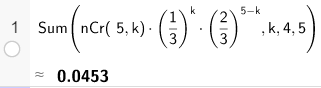 1 Sum(nCr( 5,k) · (1/3)^k · (2/3)^(5−k), k, 4, 5)
≈ 0.0453